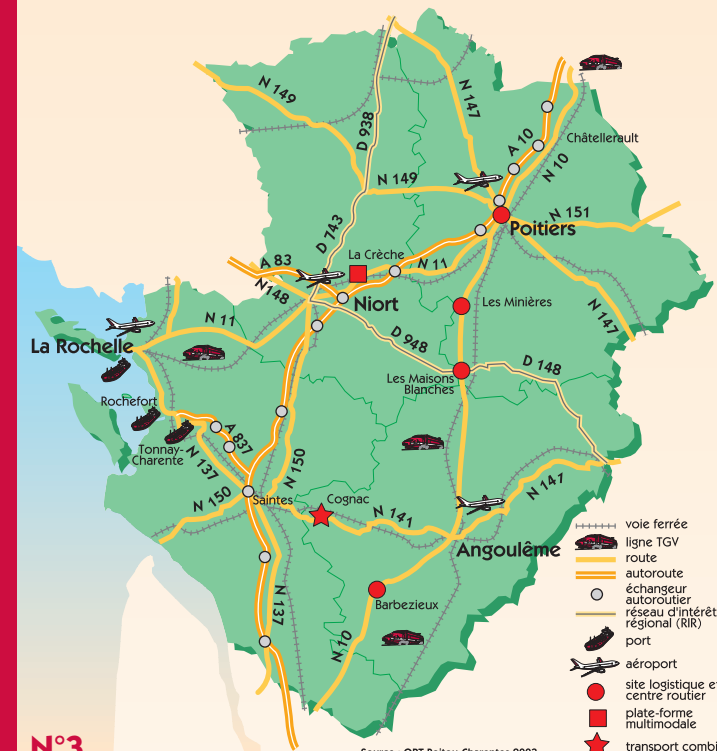 N 149
D 938
N 147
A 10
Châtellerault
N 10
N 149
N 151
Poitiers
D 743
La Crèche
A 83
N 11
N148
Niort
Les Minières
N 147
N 11
La Rochelle
D 948
D 148
Les Maisons
Blanches
Rochefort
A 837
Tonnay-
Charente
N 137
N 150
N 150
Saintes
Cognac
N 141
N 141
Angoulême
Barbezieux
N 137
N 10
voie ferrée
ligne TGV
route
autoroute
échangeur
autoroutier
réseau d'intérêt
régional (RIR)
port
aéroport
site logistique et
centre routier
plate-forme
multimodale
transport comb
N°3